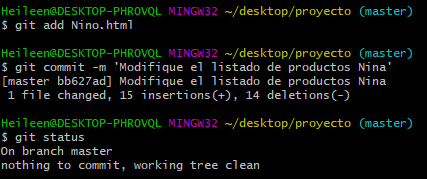 Heileen@DESKTOP-PHROVQL MINGW32 ~/desktop/proyecto (master)
$ git add Nino.html
Heileen@DESKTOP-PHROVQL MINGW32 ~/desktop/proyecto (master)
$ git commit -m 'Modifique el listado de productos Nina'
[master bb627ad] Modifique el listado de productos Nina
 1 file changed, 15 insertions(+), 14 deletions(-)
Heileen@DESKTOP-PHROVQL MINGW32 ~/desktop/proyecto (master)
$ git status
On branch master
nothing to commit, working tree clean